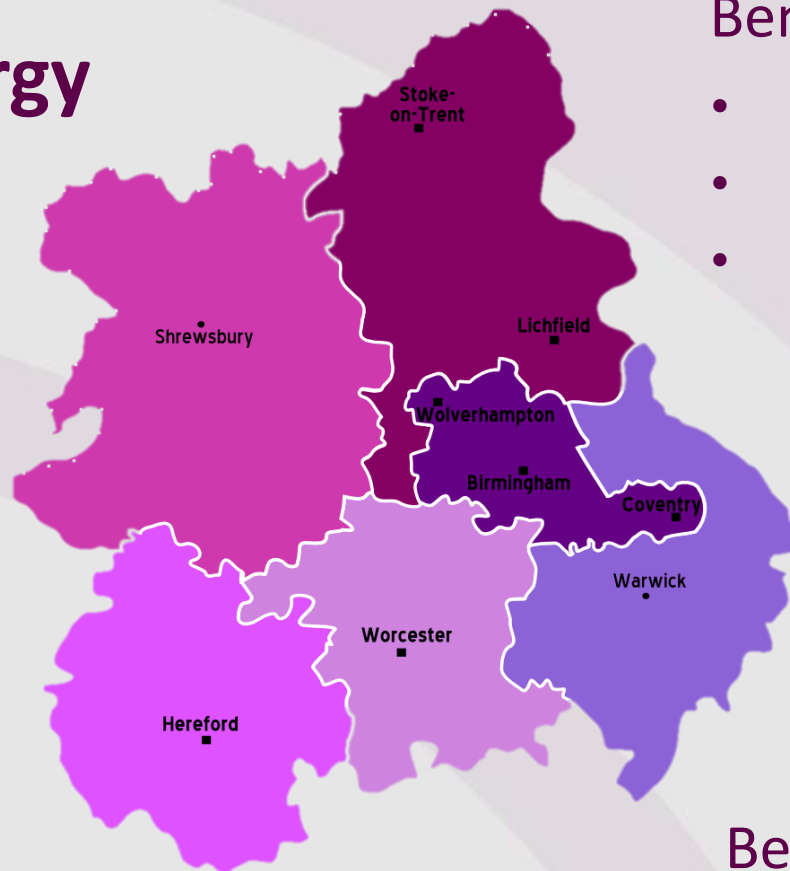 rgy
Ber
•
•
•
Stoke-
on-Trent
Shrewsbury
Lichfield
Wolverhampton
Birmingham
Coventry
Warwick
Worcester
Hereford
Be